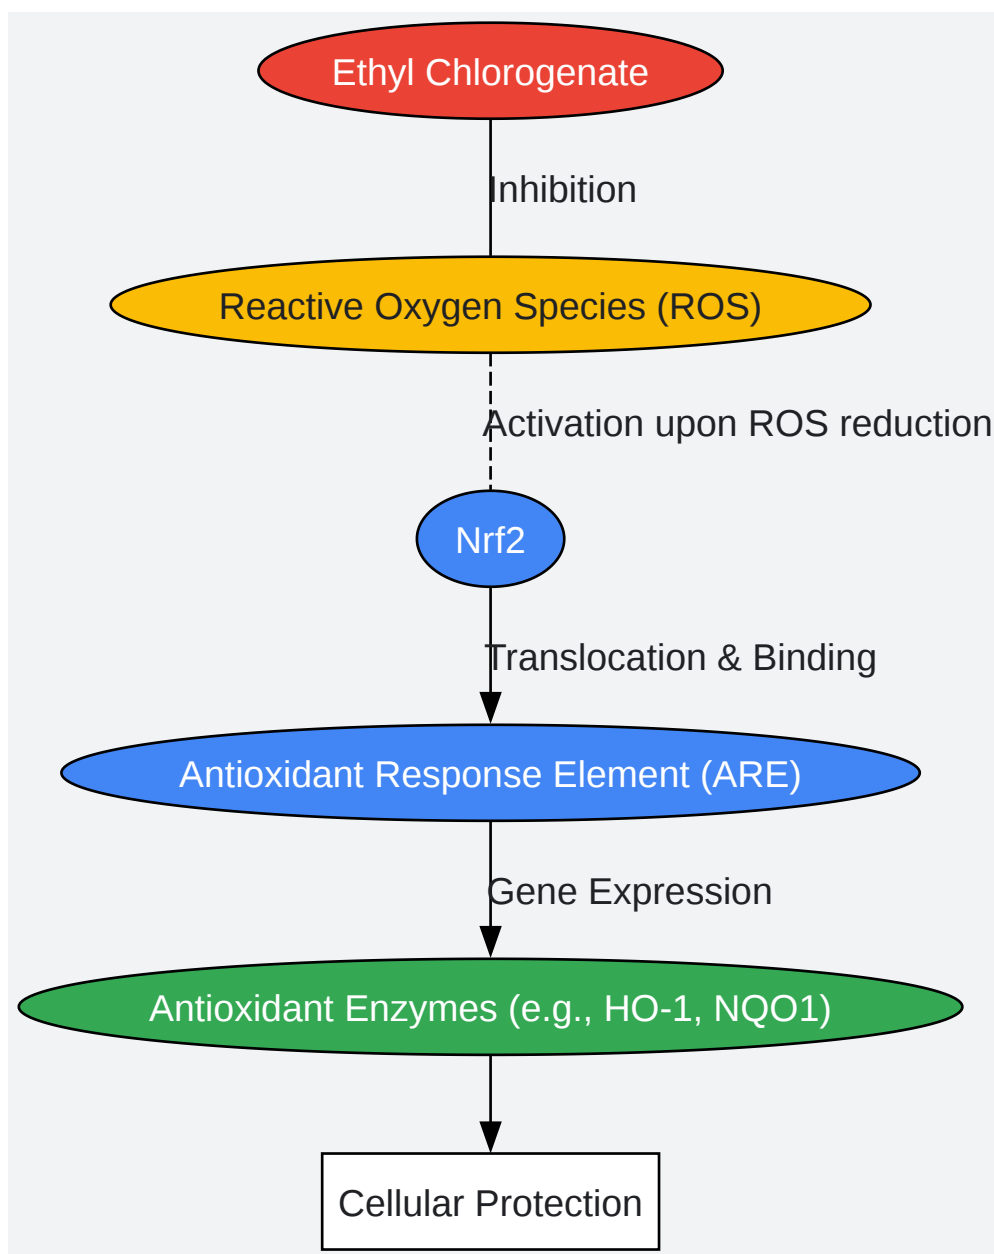 Ethyl Chlorogenate
Inhibition
Reactive Oxygen Species (ROS)
Activation upon ROS reduction
Nrf2
Translocation & Binding
Antioxidant Response Element (ARE)
Gene Expression
Antioxidant Enzymes (e.g., HO-1, NQO1)
Cellular Protection